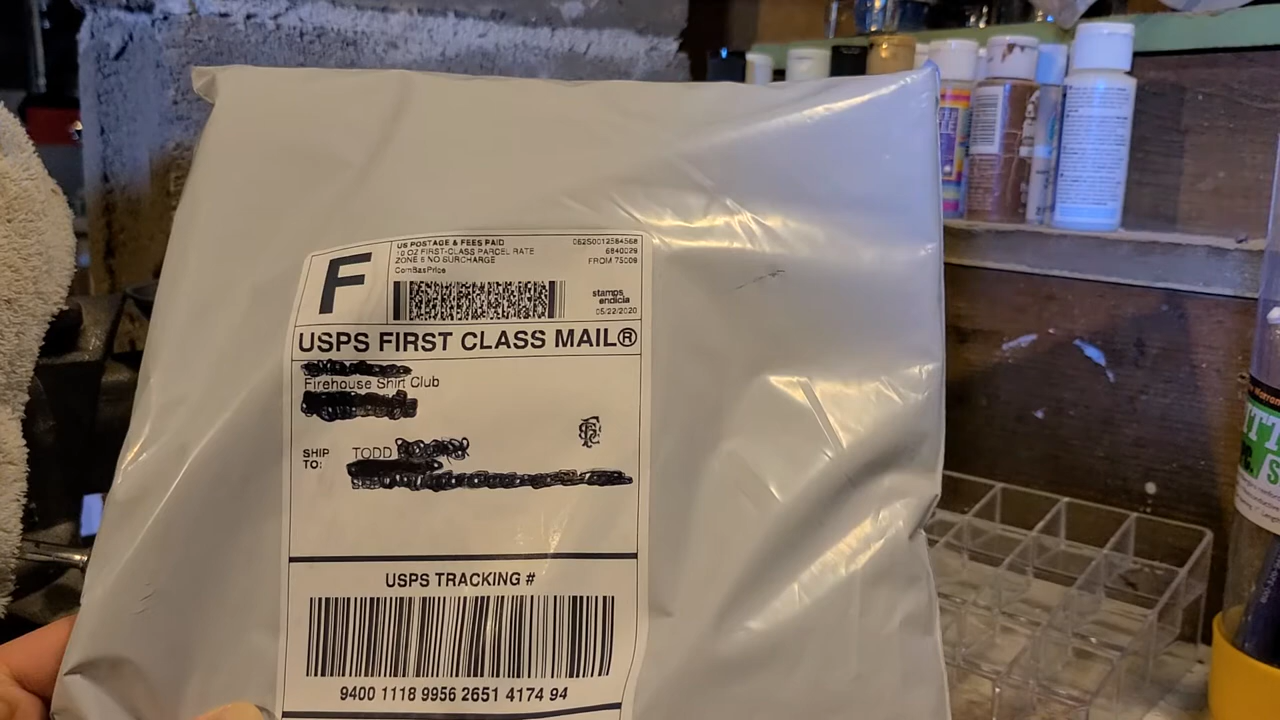 F
US POSTAGE & FEES PAID
10 OZ FIRST-CLASS PARCEL RATE
ZONE 6 NO SURCHARGE
ComBasPrice
062S0012584568
6840029
FROM 75009
stamps
endicia
05/22/2020
USPS FIRST CLASS MAIL®
Firehouse Shirt Club
SHIP
TO:
TODD
USPS TRACKING #
9400 1118 9956 2651 4174 94